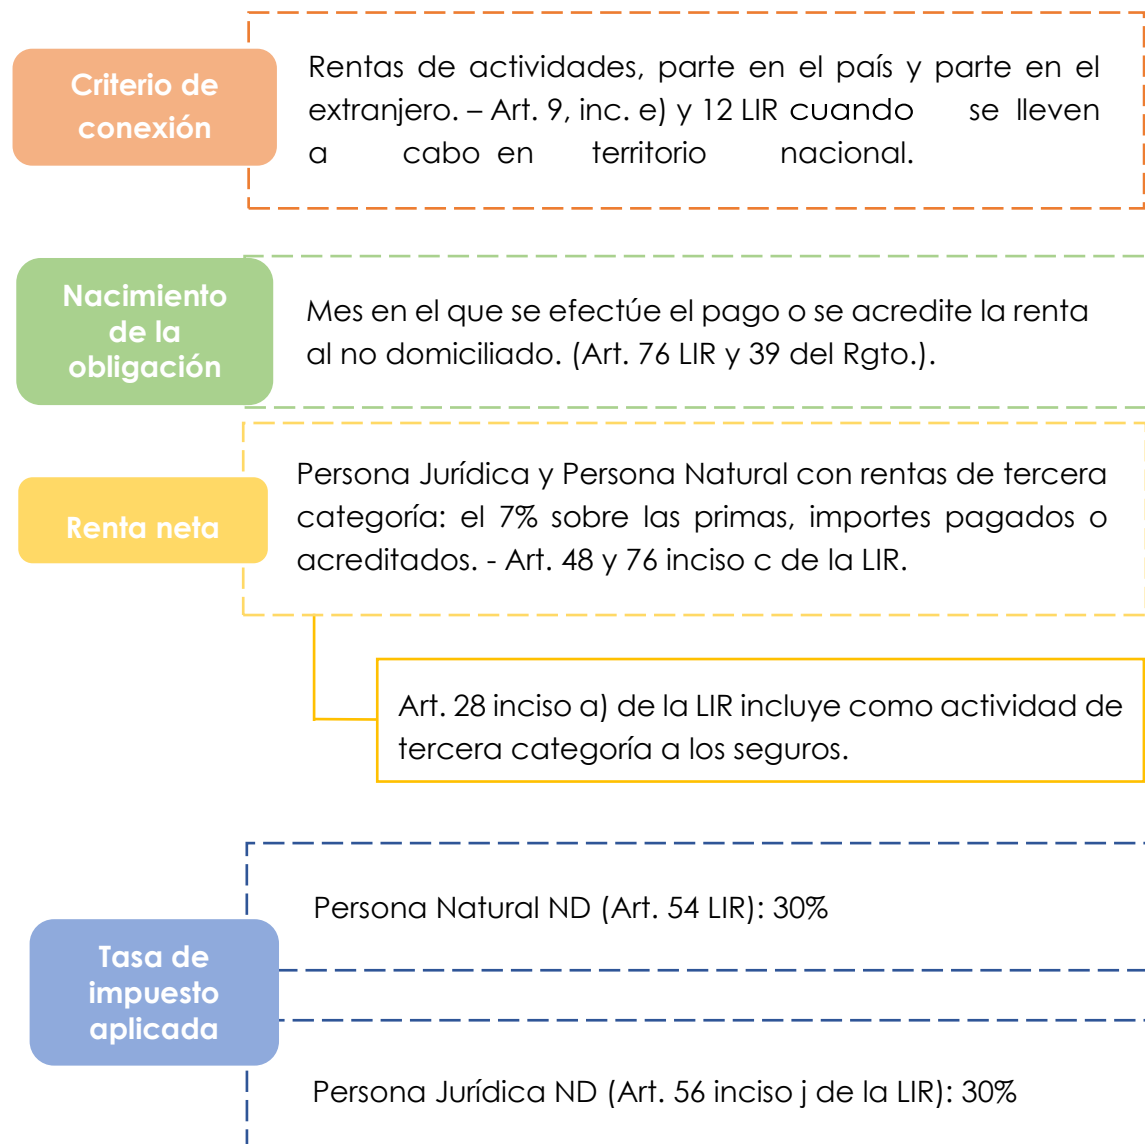 Criterio de
conexión
Rentas de actividades, parte en el país y parte en el
extranjero. – Art. 9, inc. e) y 12 LIR cuando se lleven
a cabo en territorio nacional.
Nacimiento
de la
obligación
Mes en el que se efectúe el pago o se acredite la renta
al no domiciliado. (Art. 76 LIR y 39 del Rgto.).
Renta neta
Persona Jurídica y Persona Natural con rentas de tercera
categoría: el 7% sobre las primas, importes pagados o
acreditados. - Art. 48 y 76 inciso c de la LIR.
Art. 28 inciso a) de la LIR incluye como actividad de
tercera categoría a los seguros.
Tasa de
impuesto
aplicada
Persona Natural ND (Art. 54 LIR): 30%
Persona Jurídica ND (Art. 56 inciso j de la LIR): 30%